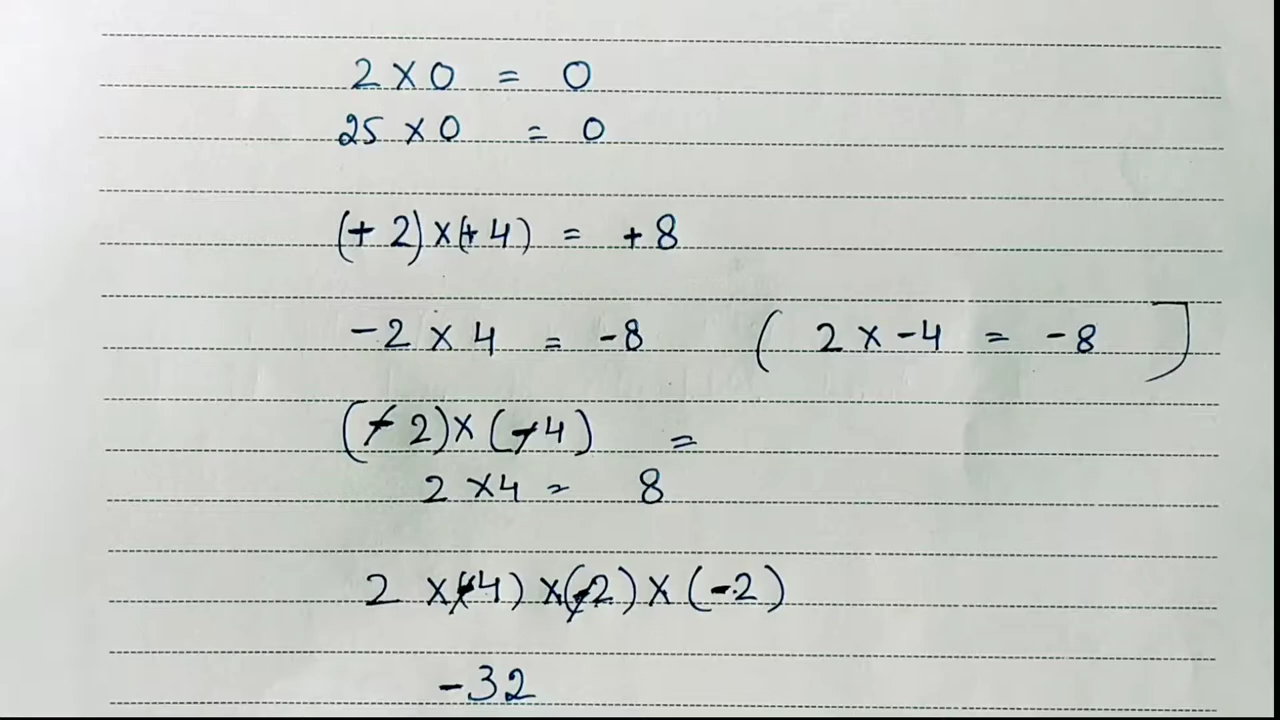 2 × 0 = 0
25 × 0 = 0
(+ 2) × (+ 4) = + 8
-2 × 4 = -8 ( 2 × -4 = -8 ]
(- 2) × (-4) =
2 × 4 = 8
2 × (-4) × (-2) × (-2)
-32